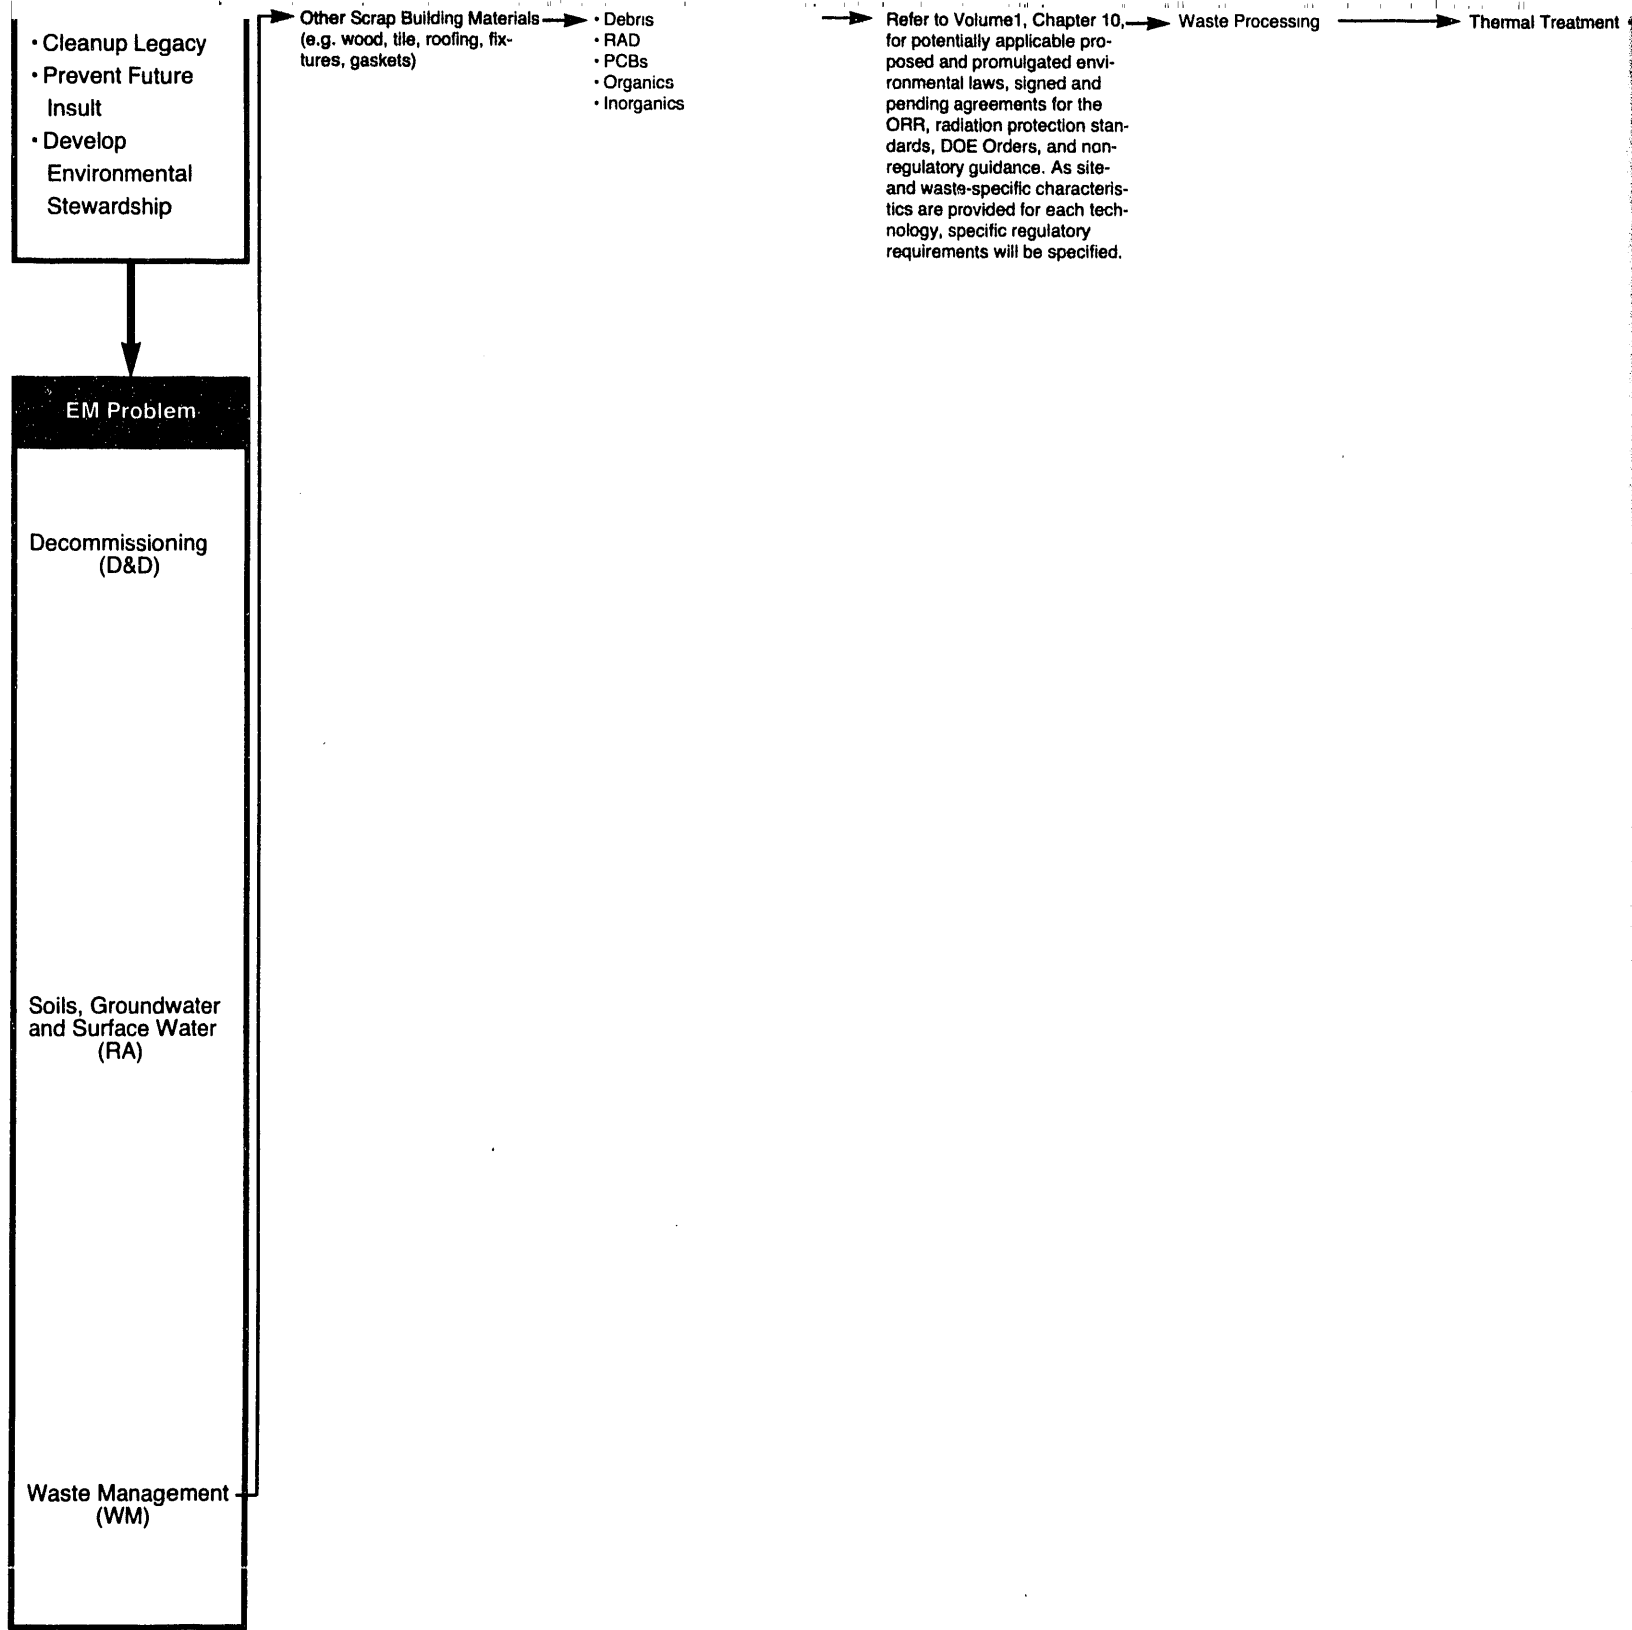 • Cleanup Legacy
• Prevent Future
Insult
• Develop
Environmental
Stewardship
EM Problem
Decommissioning
(D&D)
Soils, Groundwater
and Surface Water
(RA)
Waste Management
(WM)
Other Scrap Building Materials
(e.g. wood, tile, roofing, fix-
tures, gaskets)
• Debris
• RAD
• PCBs
• Organics
• Inorganics
Refer to Volume1, Chapter 10,
for potentially applicable pro-
posed and promulgated envi-
ronmental laws, signed and
pending agreements for the
ORR, radiation protection stan-
dards, DOE Orders, and non-
regulatory guidance. As site-
and waste-specific characteris-
tics are provided for each tech-
nology, specific regulatory
requirements will be specified.
Waste Processing
Thermal Treatment